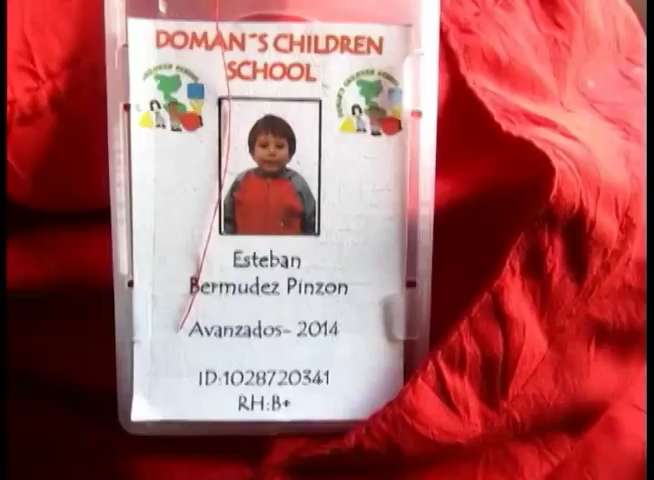 DOMAN´S CHILDREN
SCHOOL
Esteban
Bermudez Pinzon
Avanzados- 2014
ID:1028720341
RH:B+